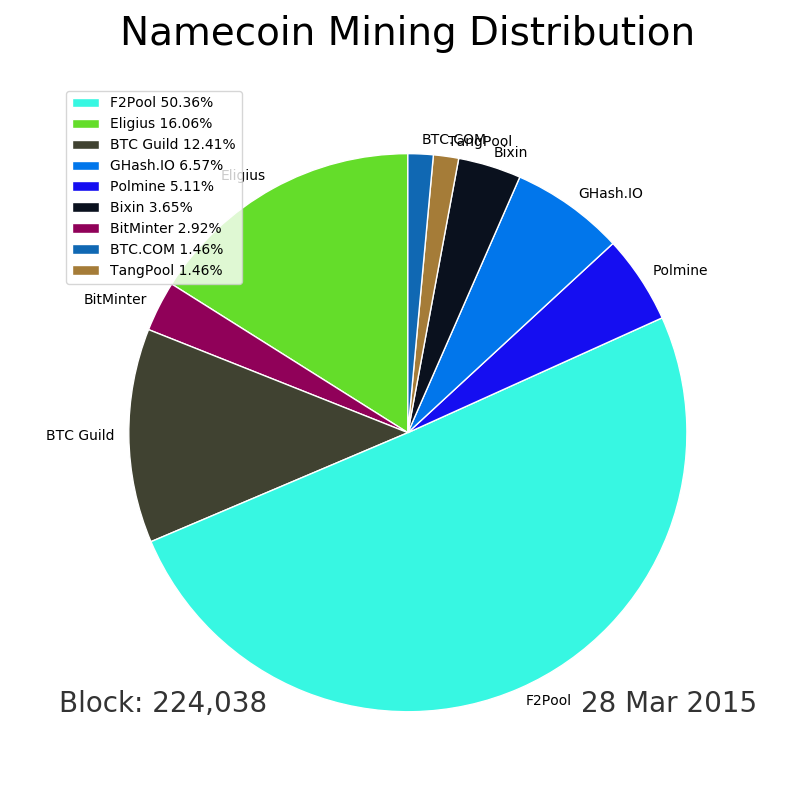 Namecoin Mining Distribution
F2Pool 50.36%
Eligius 16.06%
BTC Guild 12.41%
GHash.IO 6.57%
Polmine 5.11%
Bixin 3.65%
BitMinter 2.92%
BTC.COM 1.46%
TangPool 1.46%
BTC.COM
TangPool
Bixin
Eligius
GHash.IO
Polmine
BitMinter
BTC Guild
F2Pool
Block: 224,038
28 Mar 2015